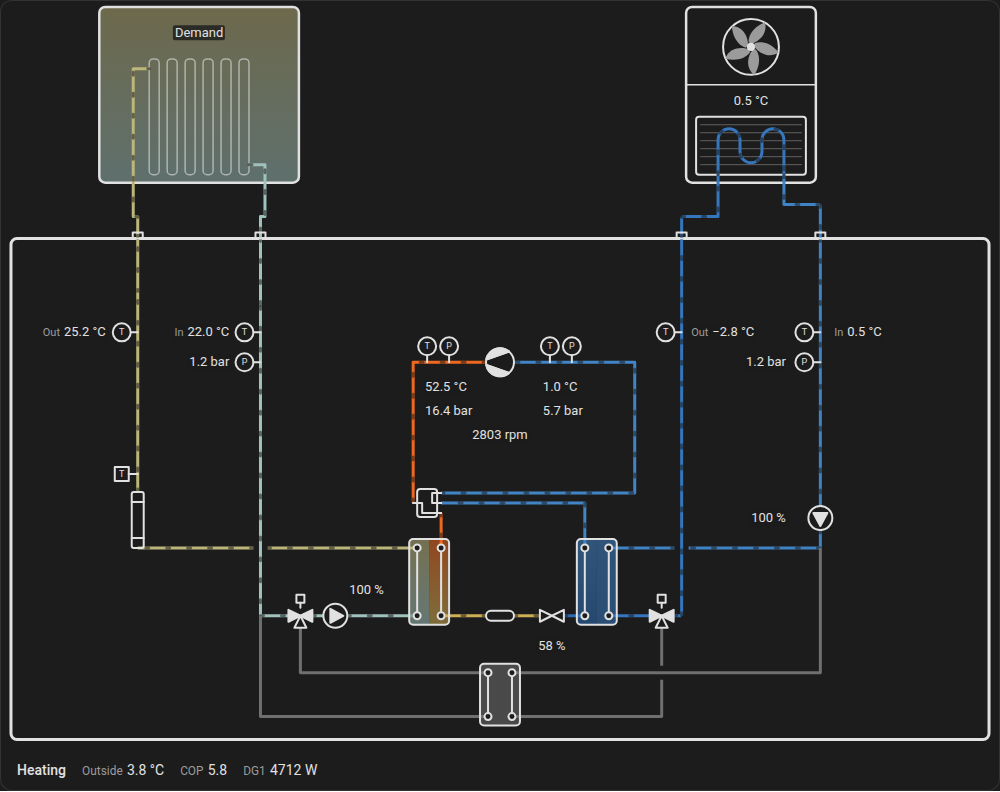 Demand
0.5 °C
Out 25.2 °C T
In 22.0 °C T
1.2 bar P
T Out −2.8 °C
T In 0.5 °C
1.2 bar P
T P
T P
52.5 °C
1.0 °C
16.4 bar
5.7 bar
2803 rpm
T
100 %
100 %
58 %
Heating Outside 3.8 °C COP 5.8 DG1 4712 W